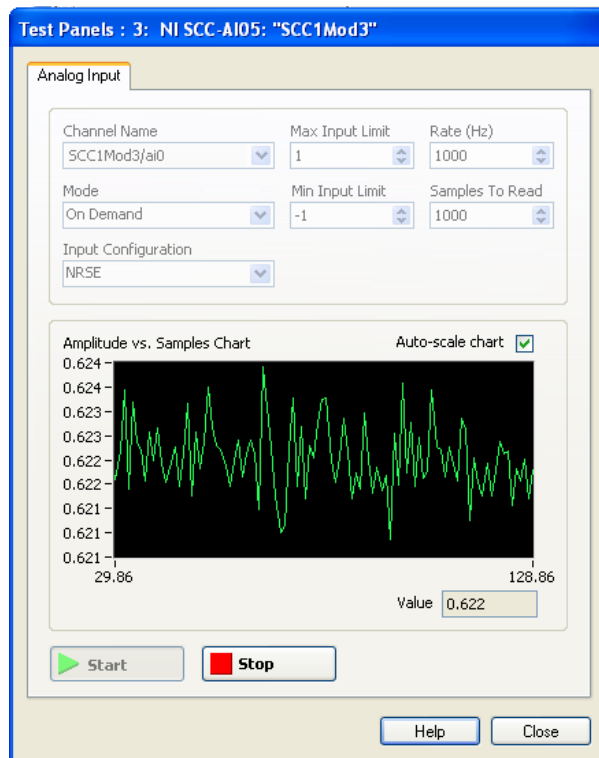 Test Panels : 3: NI SCC-AI05: "SCC1Mod3"
Analog Input
Channel Name Max Input Limit Rate (Hz)
SCC1Mod3/ai0 1 1000
Mode Min Input Limit Samples To Read
On Demand -1 1000
Input Configuration
NRSE
Amplitude vs. Samples Chart Auto-scale chart
0.624
0.624
0.623
0.623
0.622
0.622
0.621
0.621
0.621
29.86 128.86
Value 0.622
Start Stop
Help Close